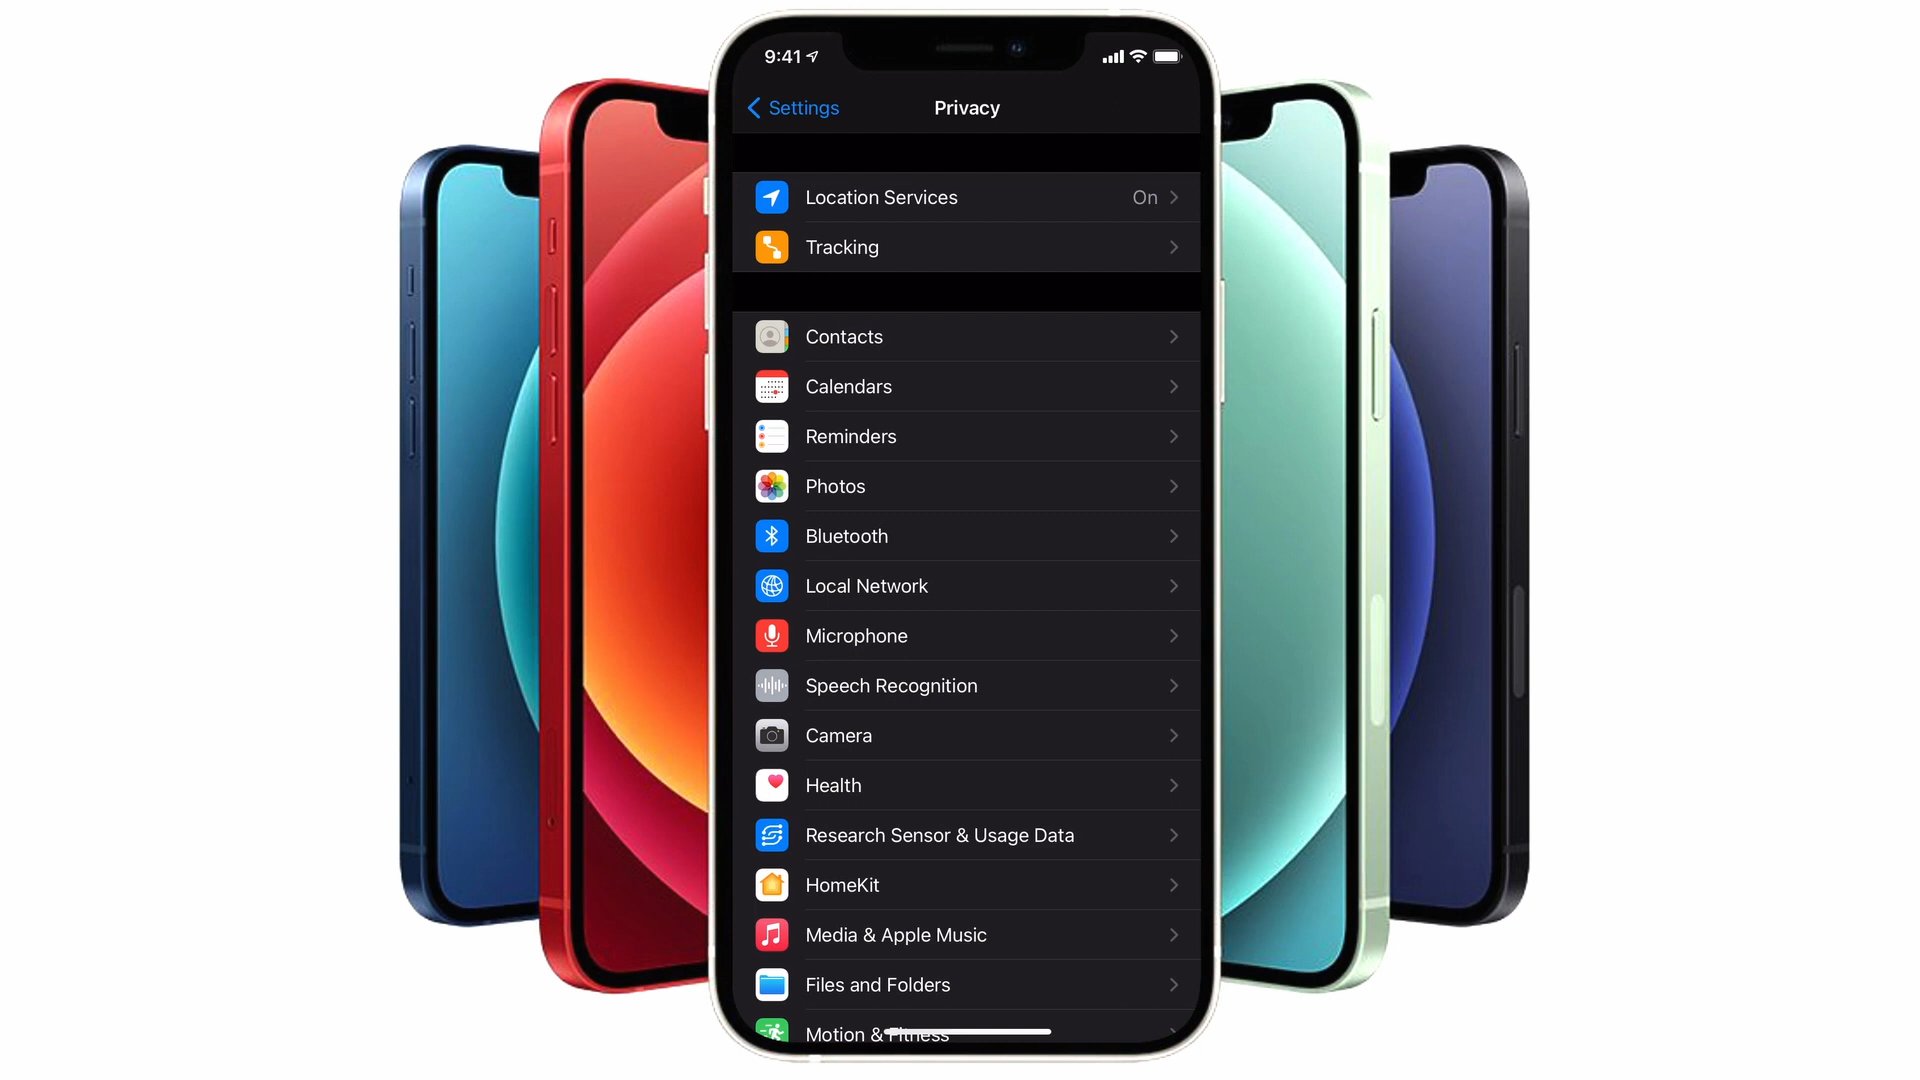 9:41
Settings
Privacy
Location Services On
Tracking
Contacts
Calendars
Reminders
Photos
Bluetooth
Local Network
Microphone
Speech Recognition
Camera
Health
Research Sensor & Usage Data
HomeKit
Media & Apple Music
Files and Folders
Motion & Fitness